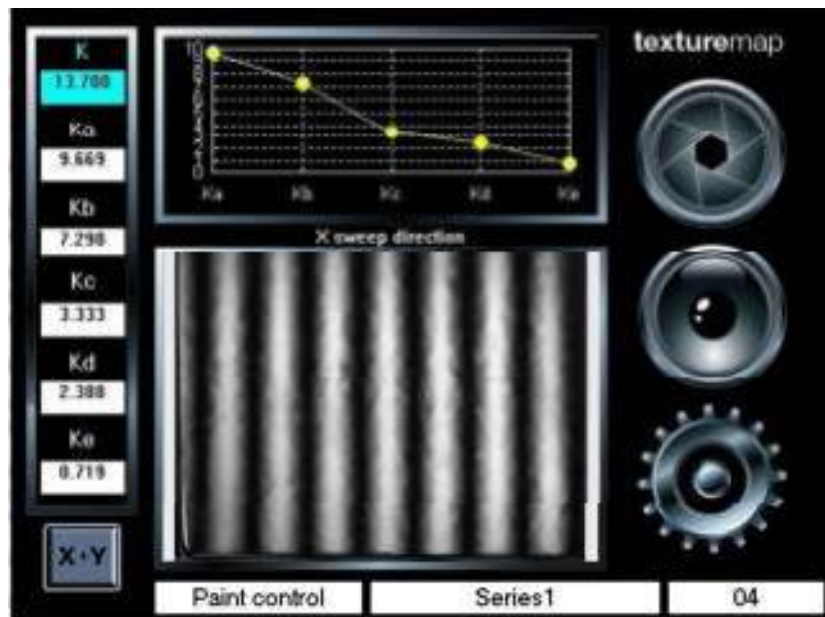 texturemap
K
13.700
Ka
9.669
Kb
7.298
Kc
3.333
Kd
2.388
Ke
0.719
X+Y
10
Ka Kb Kc Kd Ke
X sweep direction
Paint control
Series1
04